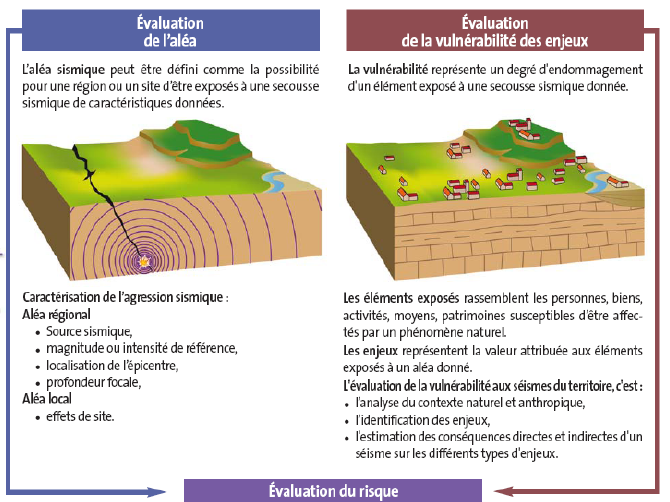 Évaluation
de l'aléa
L'aléa sismique peut être défini comme la possibilité
pour une région ou un site d'être exposés à une secousse
sismique de caractéristiques données.
Caractérisation de l'agression sismique :
Aléa régional
• Source sismique,
• magnitude ou intensité de référence,
• localisation de l'épicentre,
• profondeur focale,
Aléa local
• effets de site.
Évaluation
de la vulnérabilité des enjeux
La vulnérabilité représente un degré d'endommagement
d'un élément exposé à une secousse sismique donnée.
Les éléments exposés rassemblent les personnes, biens,
activités, moyens, patrimoines susceptibles d'être affec-
tés par un phénomène naturel.
Les enjeux représentent la valeur attribuée aux éléments
exposés à un aléa donné.
L'évaluation de la vulnérabilité aux séismes du territoire, c'est :
• l'analyse du contexte naturel et anthropique,
• l'identification des enjeux,
• l'estimation des conséquences directes et indirectes d'un
séisme sur les différents types d'enjeux.
Évaluation du risque